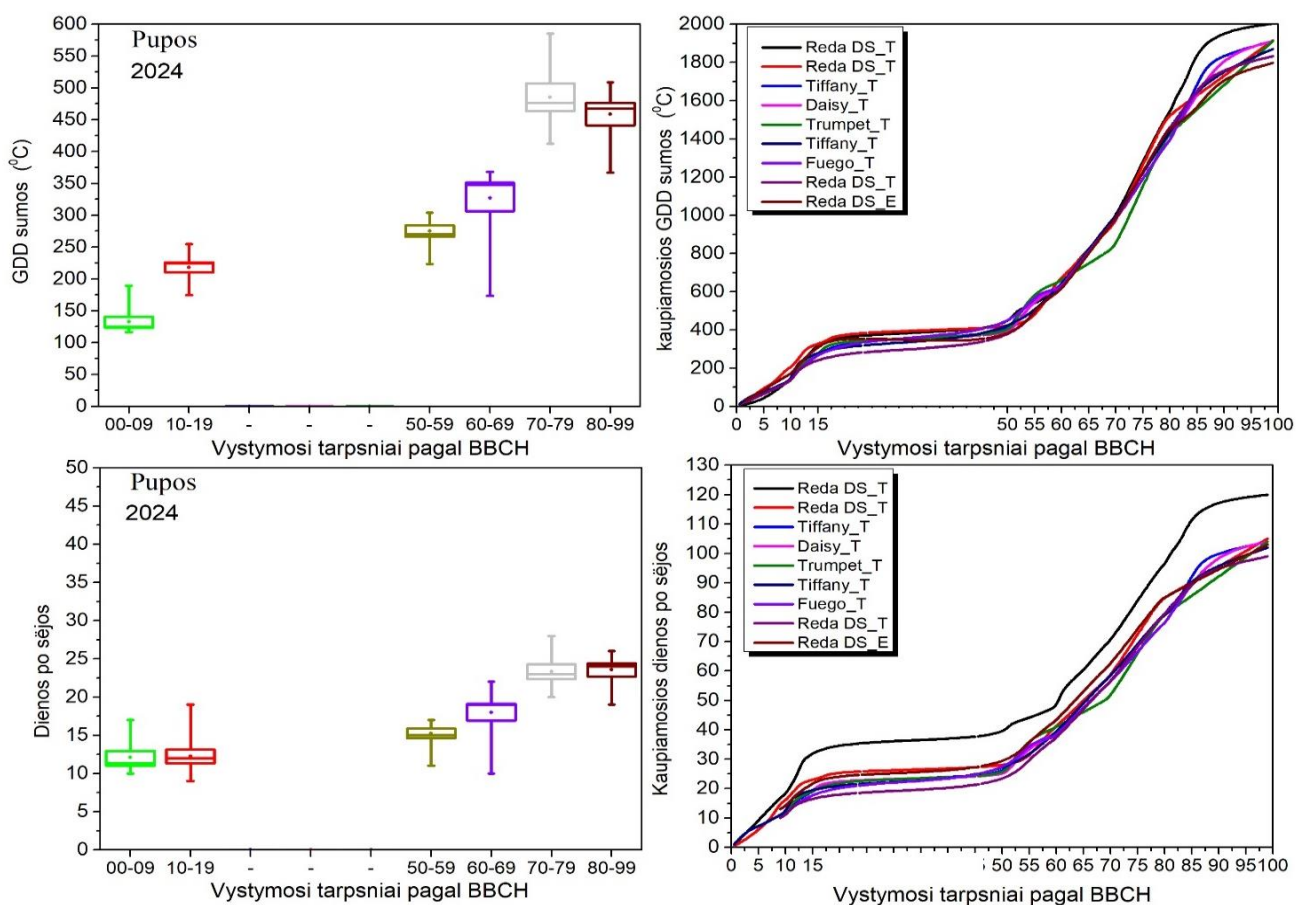 Pupos
2024
GDD sumos (⁰C)
600
550
500
450
400
350
300
250
200
150
100
50
0
00-09 10-19 - - - 50-59 60-69 70-79 80-99
Vystymosi tarpsniai pagal BBCH
kaupiamosios GDD sumos (⁰C)
2000
1800
1600
1400
1200
1000
800
600
400
200
0
Reda DS_T
Reda DS_T
Tiffany_T
Daisy_T
Trumpet_T
Tiffany_T
Fuego_T
Reda DS_T
Reda DS_E
0 5 10 15 50 55 60 65 70 75 80 85 90 95 100
Vystymosi tarpsniai pagal BBCH
Pupos
2024
Dienos po sëjos
50
45
40
35
30
25
20
15
10
5
0
00-09 10-19 - - - 50-59 60-69 70-79 80-99
Vystymosi tarpsniai pagal BBCH
Kaupiamosios dienos po sëjos
130
120
110
100
90
80
70
60
50
40
30
20
10
0
Reda DS_T
Reda DS_T
Tiffany_T
Daisy_T
Trumpet_T
Tiffany_T
Fuego_T
Reda DS_T
Reda DS_E
0 5 10 15 50 55 60 65 70 75 80 85 90 95 100
Vystymosi tarpsniai pagal BBCH